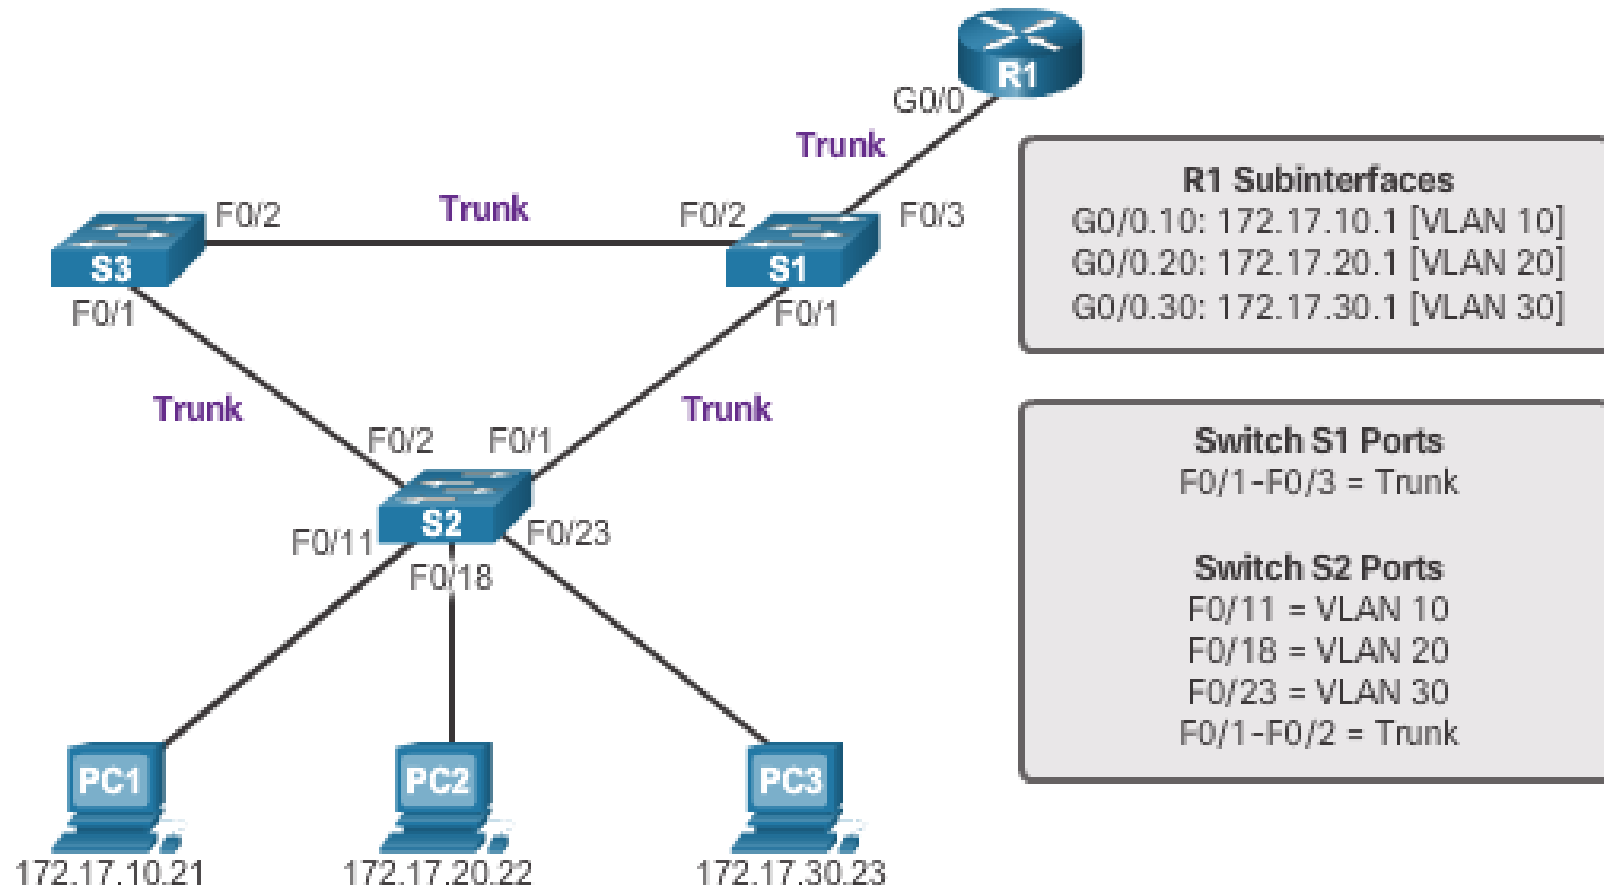 R1
G0/0
Trunk
F0/2
Trunk
F0/2
F0/3
S3
S1
F0/1
F0/1
Trunk
Trunk
F0/2
F0/1
S2
F0/11
F0/23
F0/18
PC1
PC2
PC3
172.17.10.21
172.17.20.22
172.17.30.23
R1 Subinterfaces
G0/0.10: 172.17.10.1 [VLAN 10]
G0/0.20: 172.17.20.1 [VLAN 20]
G0/0.30: 172.17.30.1 [VLAN 30]
Switch S1 Ports
F0/1-F0/3 = Trunk
Switch S2 Ports
F0/11 = VLAN 10
F0/18 = VLAN 20
F0/23 = VLAN 30
F0/1-F0/2 = Trunk